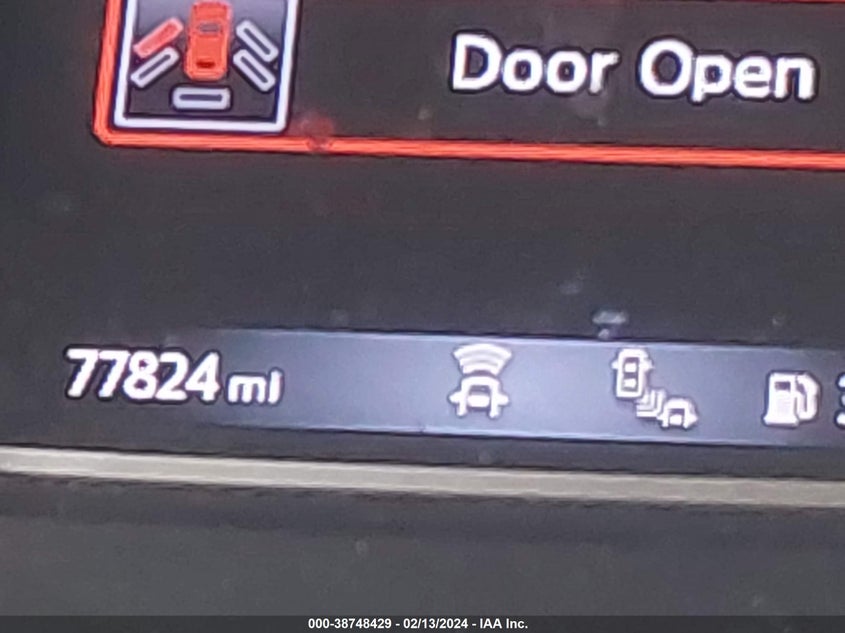 Door Open
77824 mi
000-38748429 - 02/13/2024 - IAA Inc.